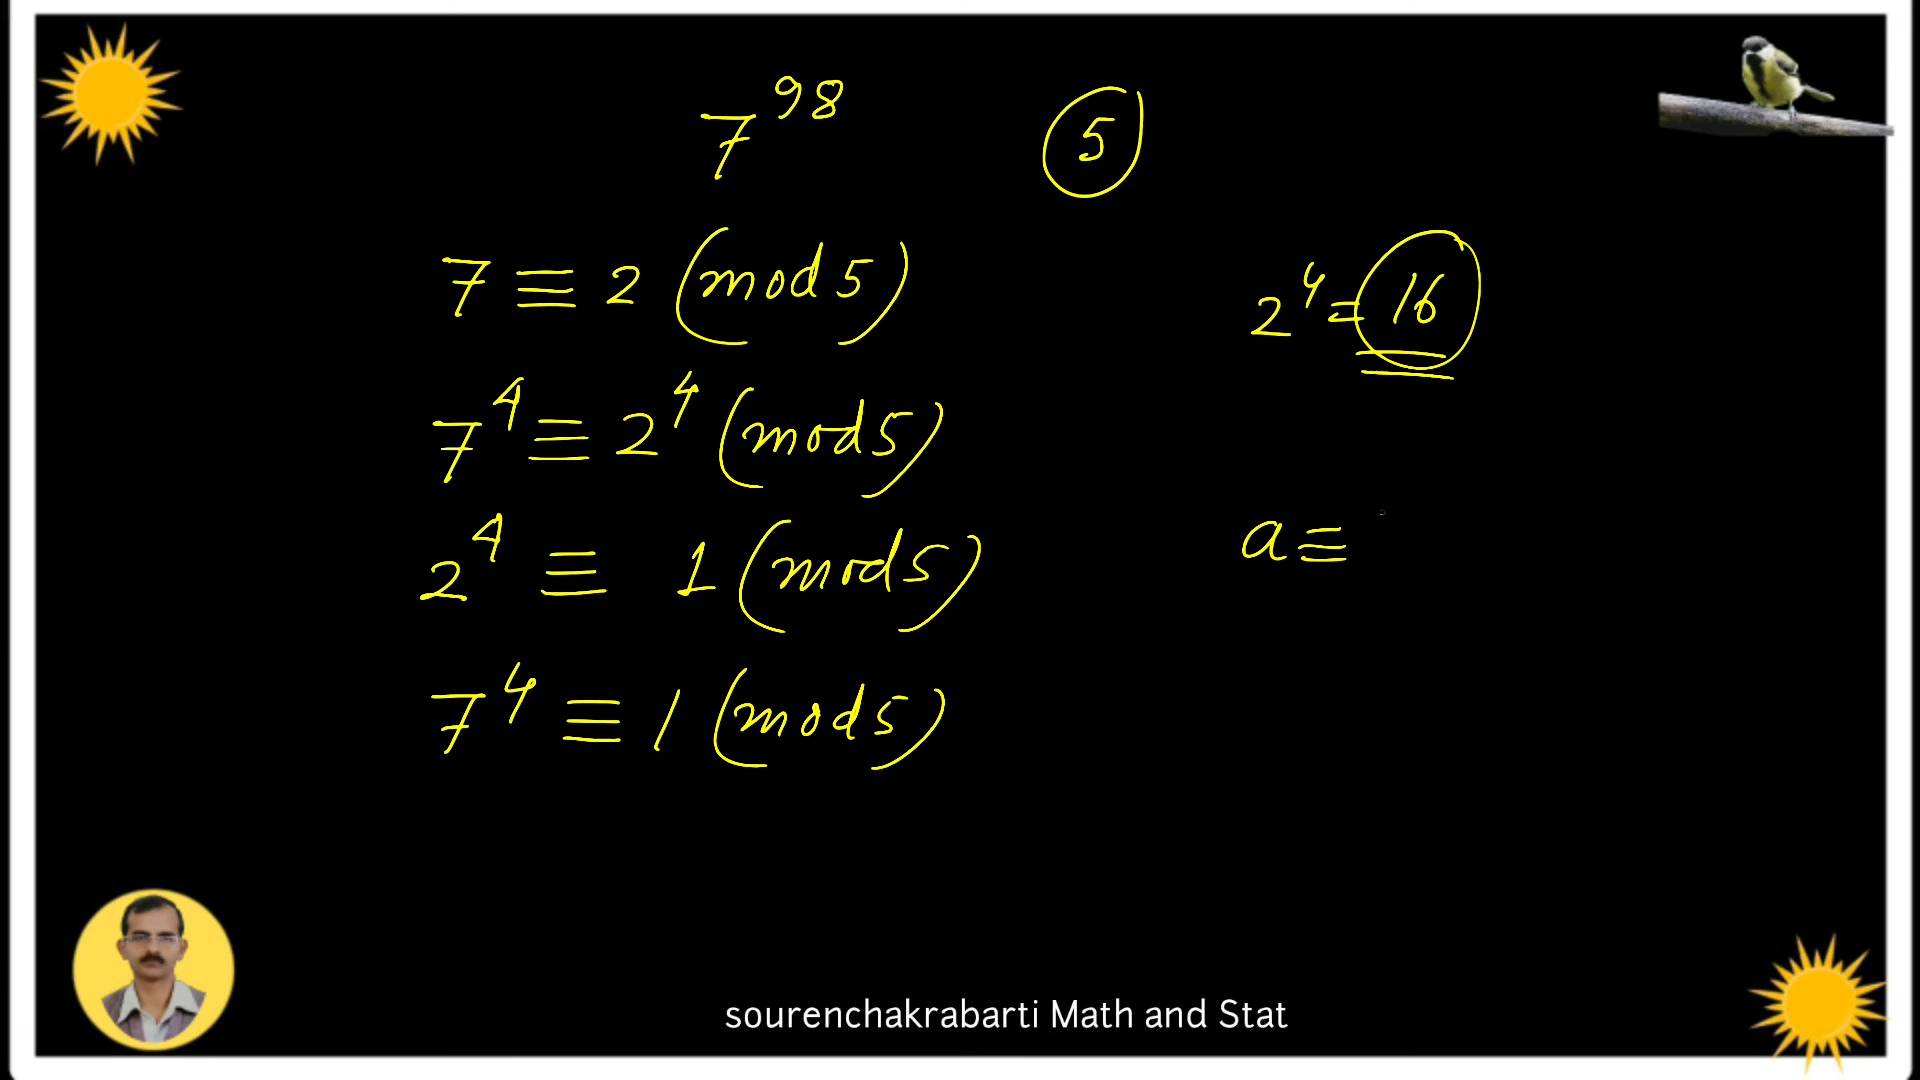 7^98 5
7 ≡ 2 (mod 5)
2^4 = 16
7^4 ≡ 2^4 (mod 5)
2^4 ≡ 1 (mod 5)
a ≡
7^4 ≡ 1 (mod 5)
sourenchakrabarti Math and Stat